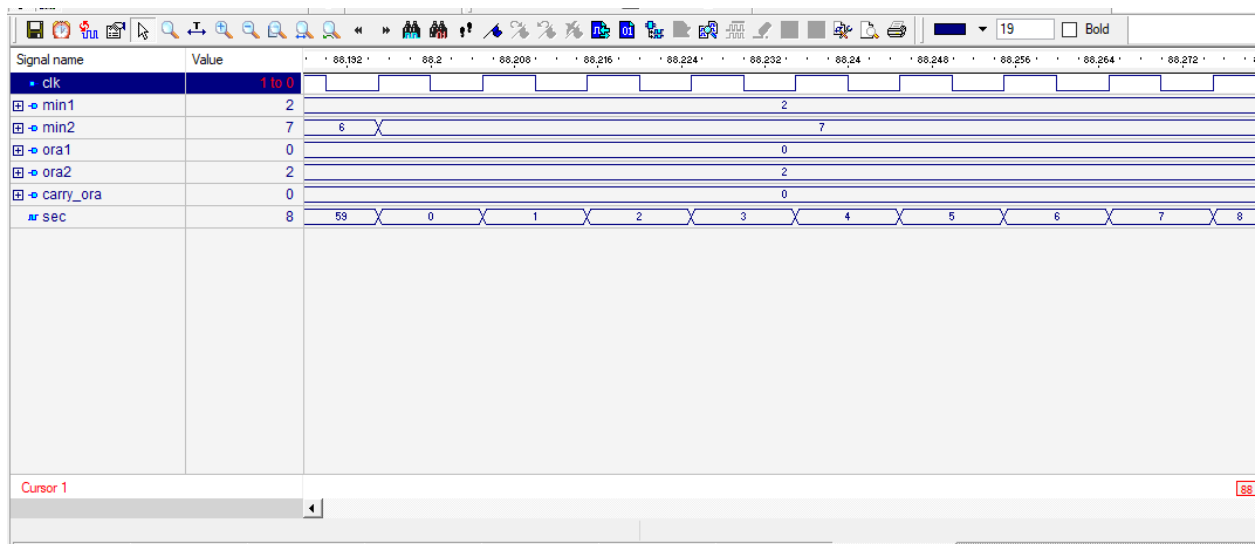 19 Bold
Signal name Value 88,192 88,2 88,208 88,216 88,224 88,232 88,24 88,248 88,256 88,264 88,272
clk 1 to 0
min1 2 2
min2 7 6 7
ora1 0 0
ora2 2 2
carry_ora 0 0
sec 8 59 0 1 2 3 4 5 6 7 8
Cursor 1 88